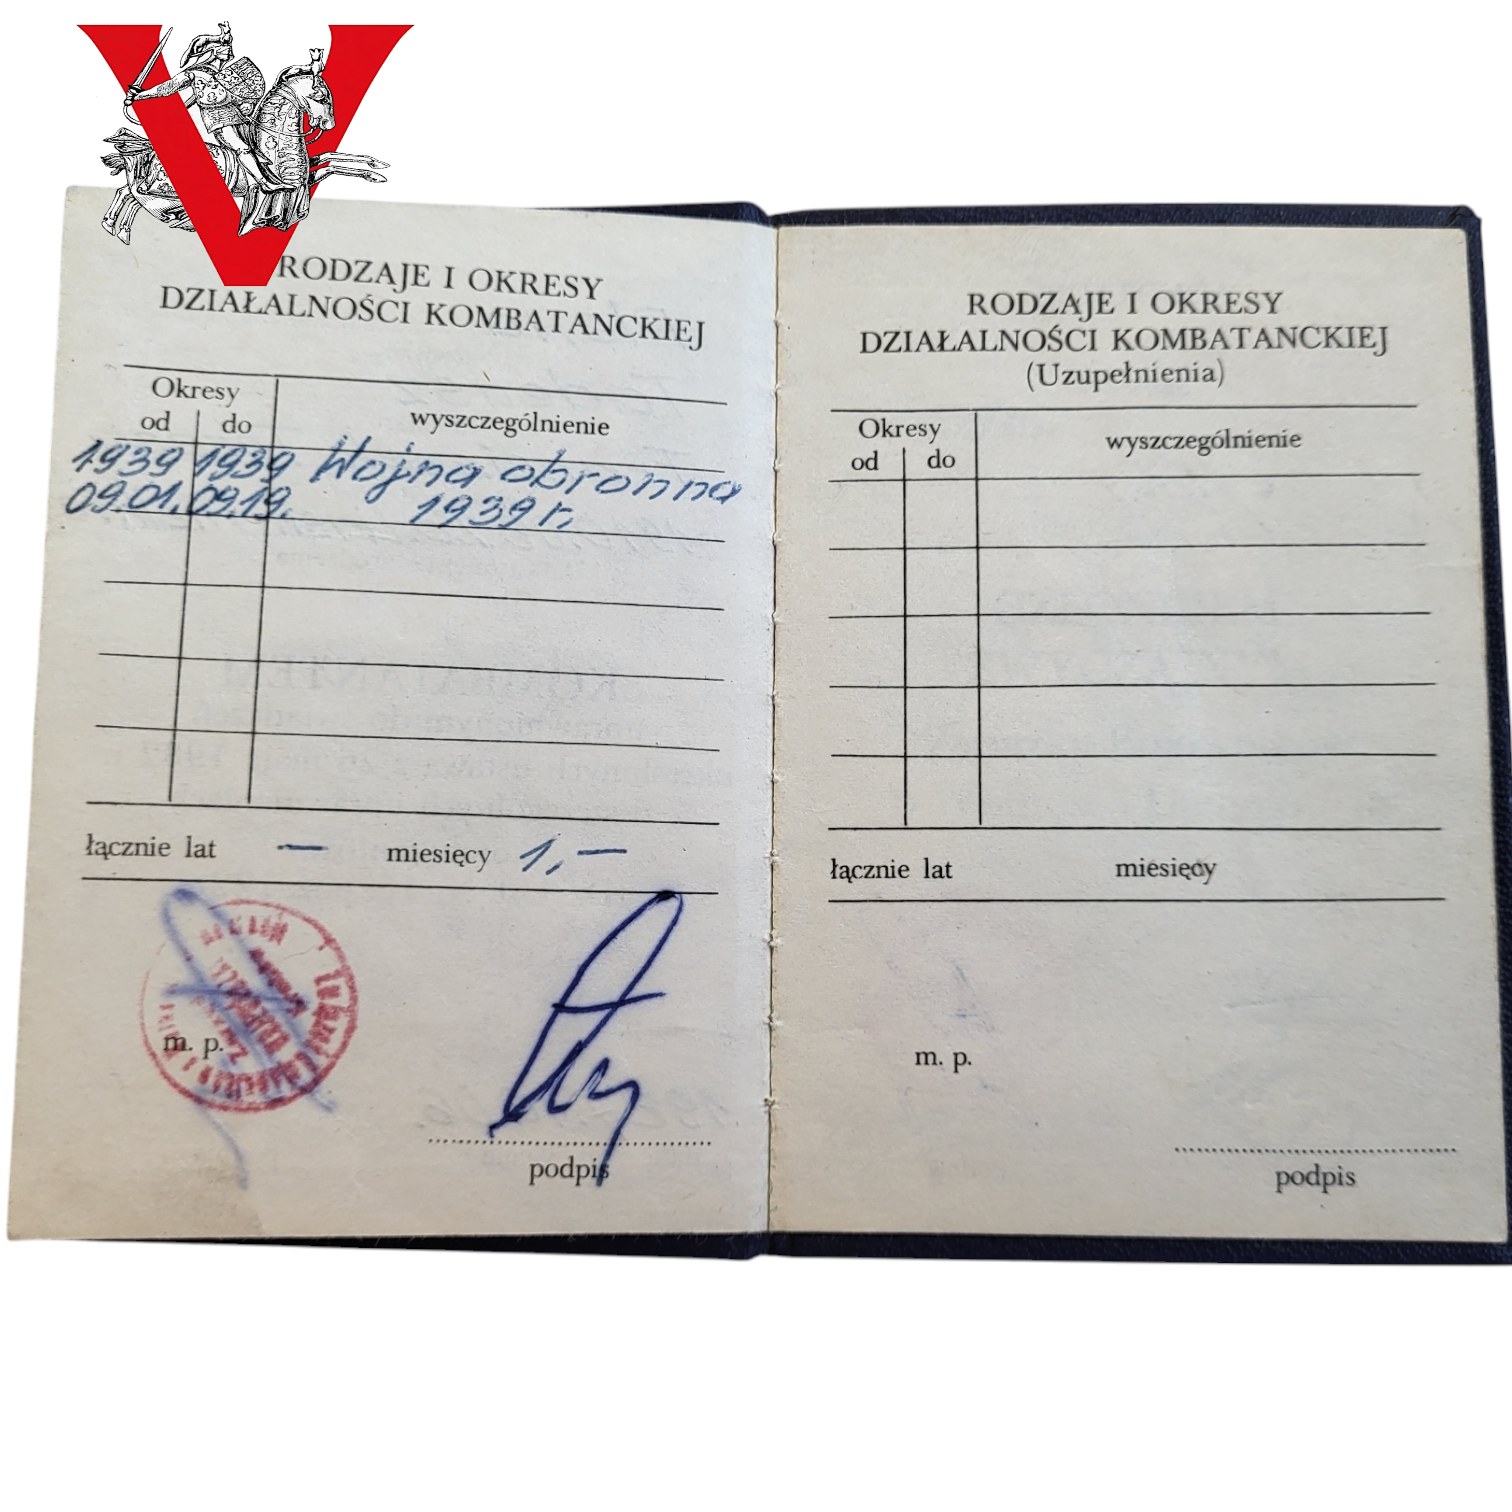 V
RODZAJE I OKRESY
DZIAŁALNOŚCI KOMBATANCKIEJ
Okresy
od do
wyszczególnienie
1939 1939 Wojna obronna
09.01. 09.19. 1939 r.
łącznie lat — miesięcy 1,—
m. p.
podpis
RODZAJE I OKRESY
DZIAŁALNOŚCI KOMBATANCKIEJ
(Uzupełnienia)
Okresy
od do
wyszczególnienie
łącznie lat miesięcy
m. p.
podpis